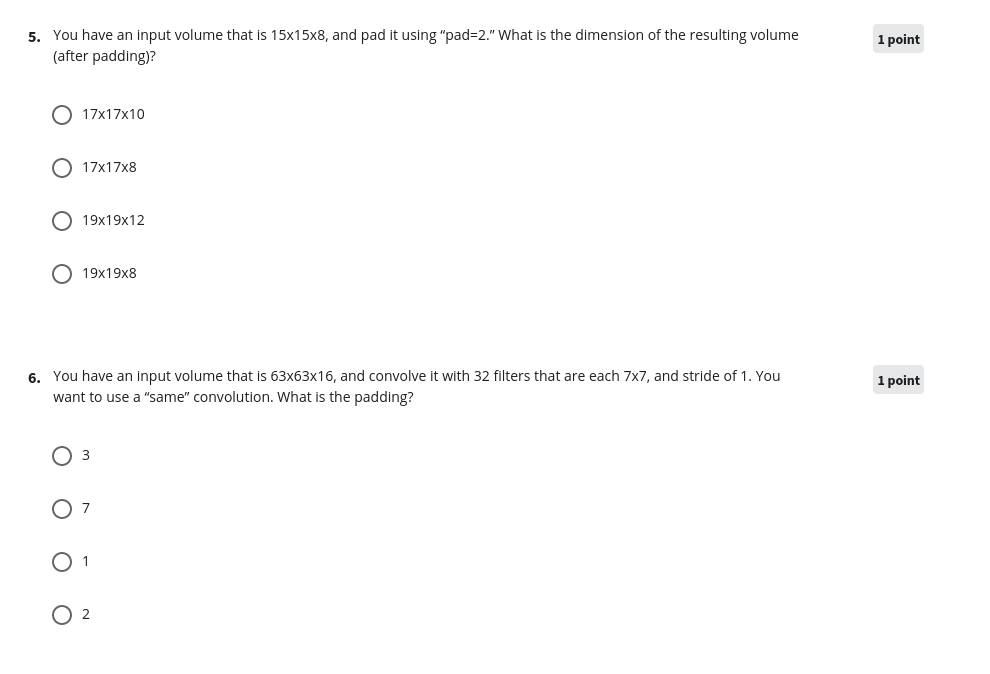 5. You have an input volume that is 15x15x8, and pad it using “pad=2.” What is the dimension of the resulting volume
(after padding)?
1 point
17x17x10
17x17x8
19x19x12
19x19x8
6. You have an input volume that is 63x63x16, and convolve it with 32 filters that are each 7x7, and stride of 1. You
want to use a “same” convolution. What is the padding?
1 point
3
7
1
2